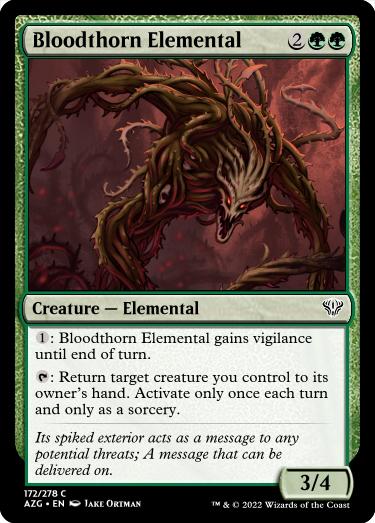 Bloodthorn Elemental 2
Creature — Elemental
1: Bloodthorn Elemental gains vigilance
until end of turn.
: Return target creature you control to its
owner's hand. Activate only once each turn
and only as a sorcery.
Its spiked exterior acts as a message to any
potential threats; A message that can be
delivered on.
3/4
172/278 C
AZG • EN Jake Ortman
™ & © 2022 Wizards of the Coast